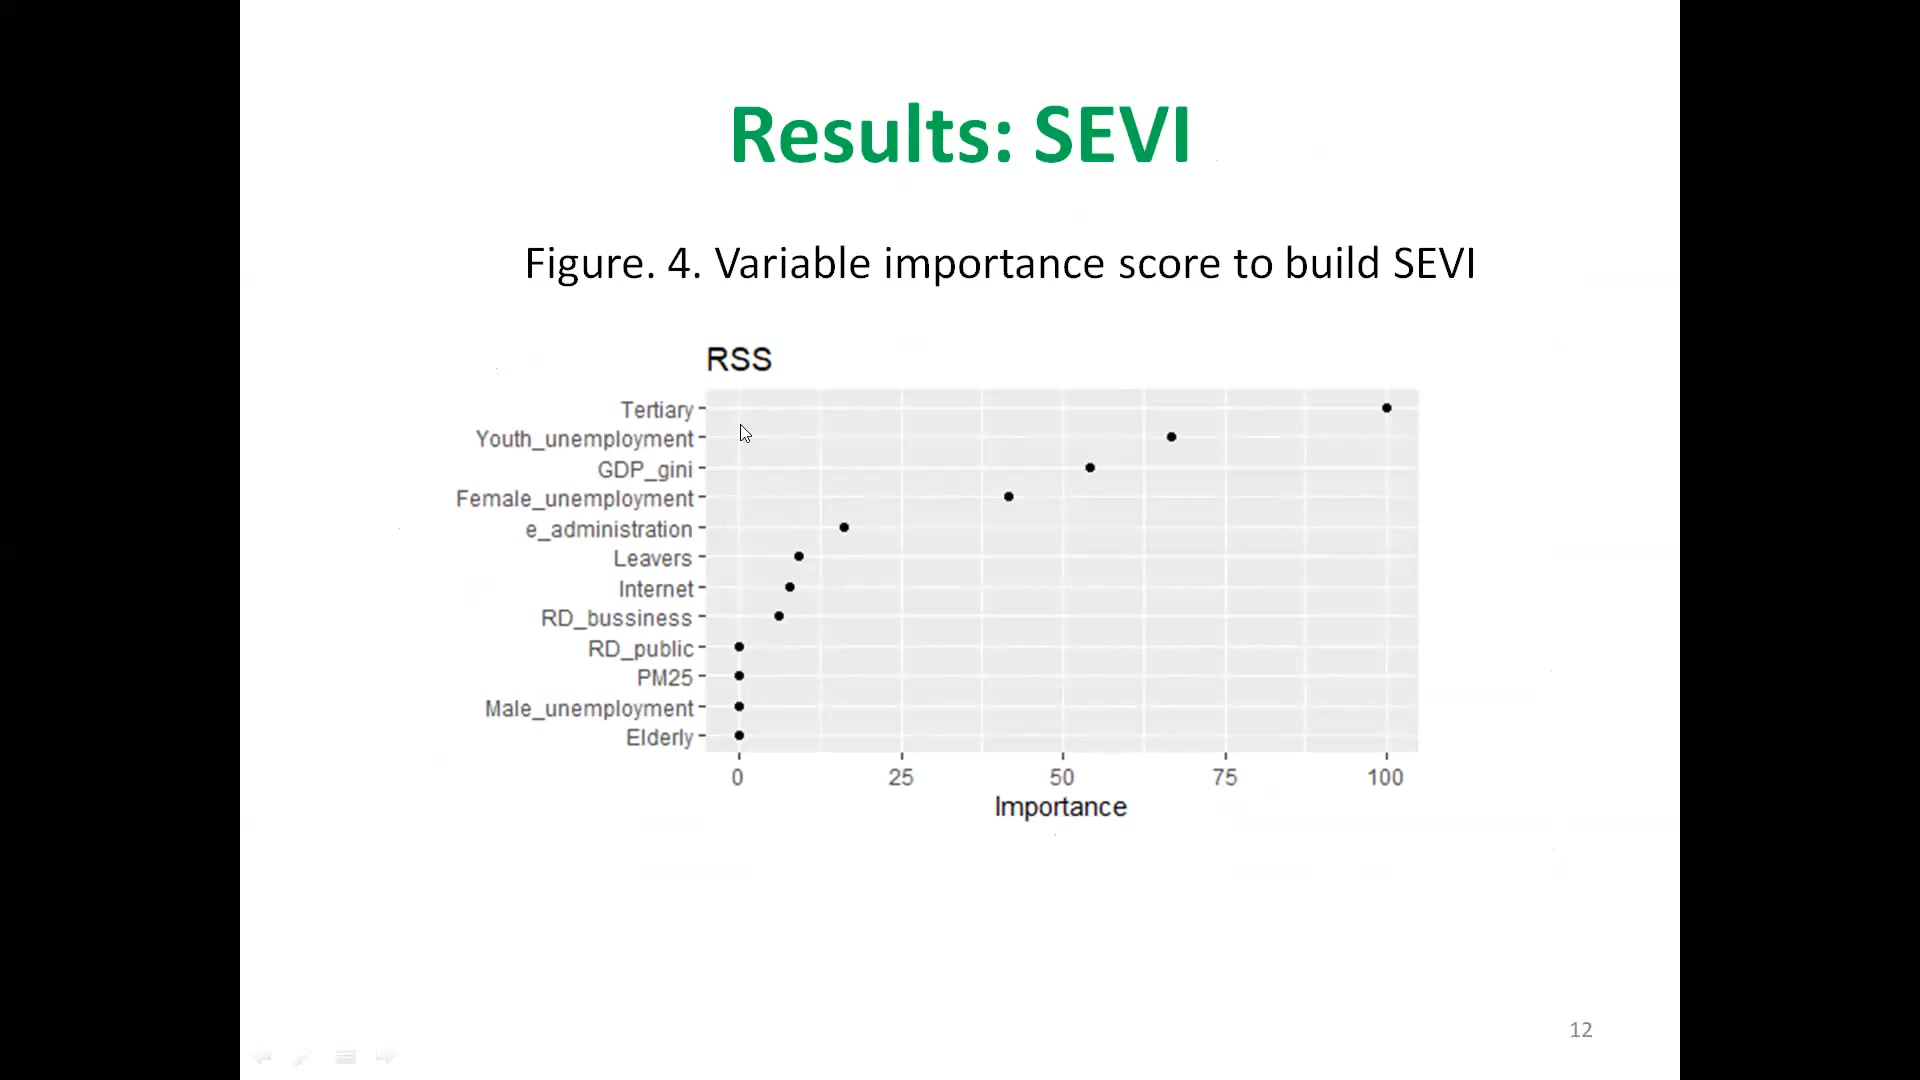 Results: SEVI
Figure. 4. Variable importance score to build SEVI
RSS
Tertiary
Youth_unemployment
GDP_gini
Female_unemployment
e_administration
Leavers
Internet
RD_bussiness
RD_public
PM25
Male_unemployment
Elderly
0 25 50 75 100
Importance
12